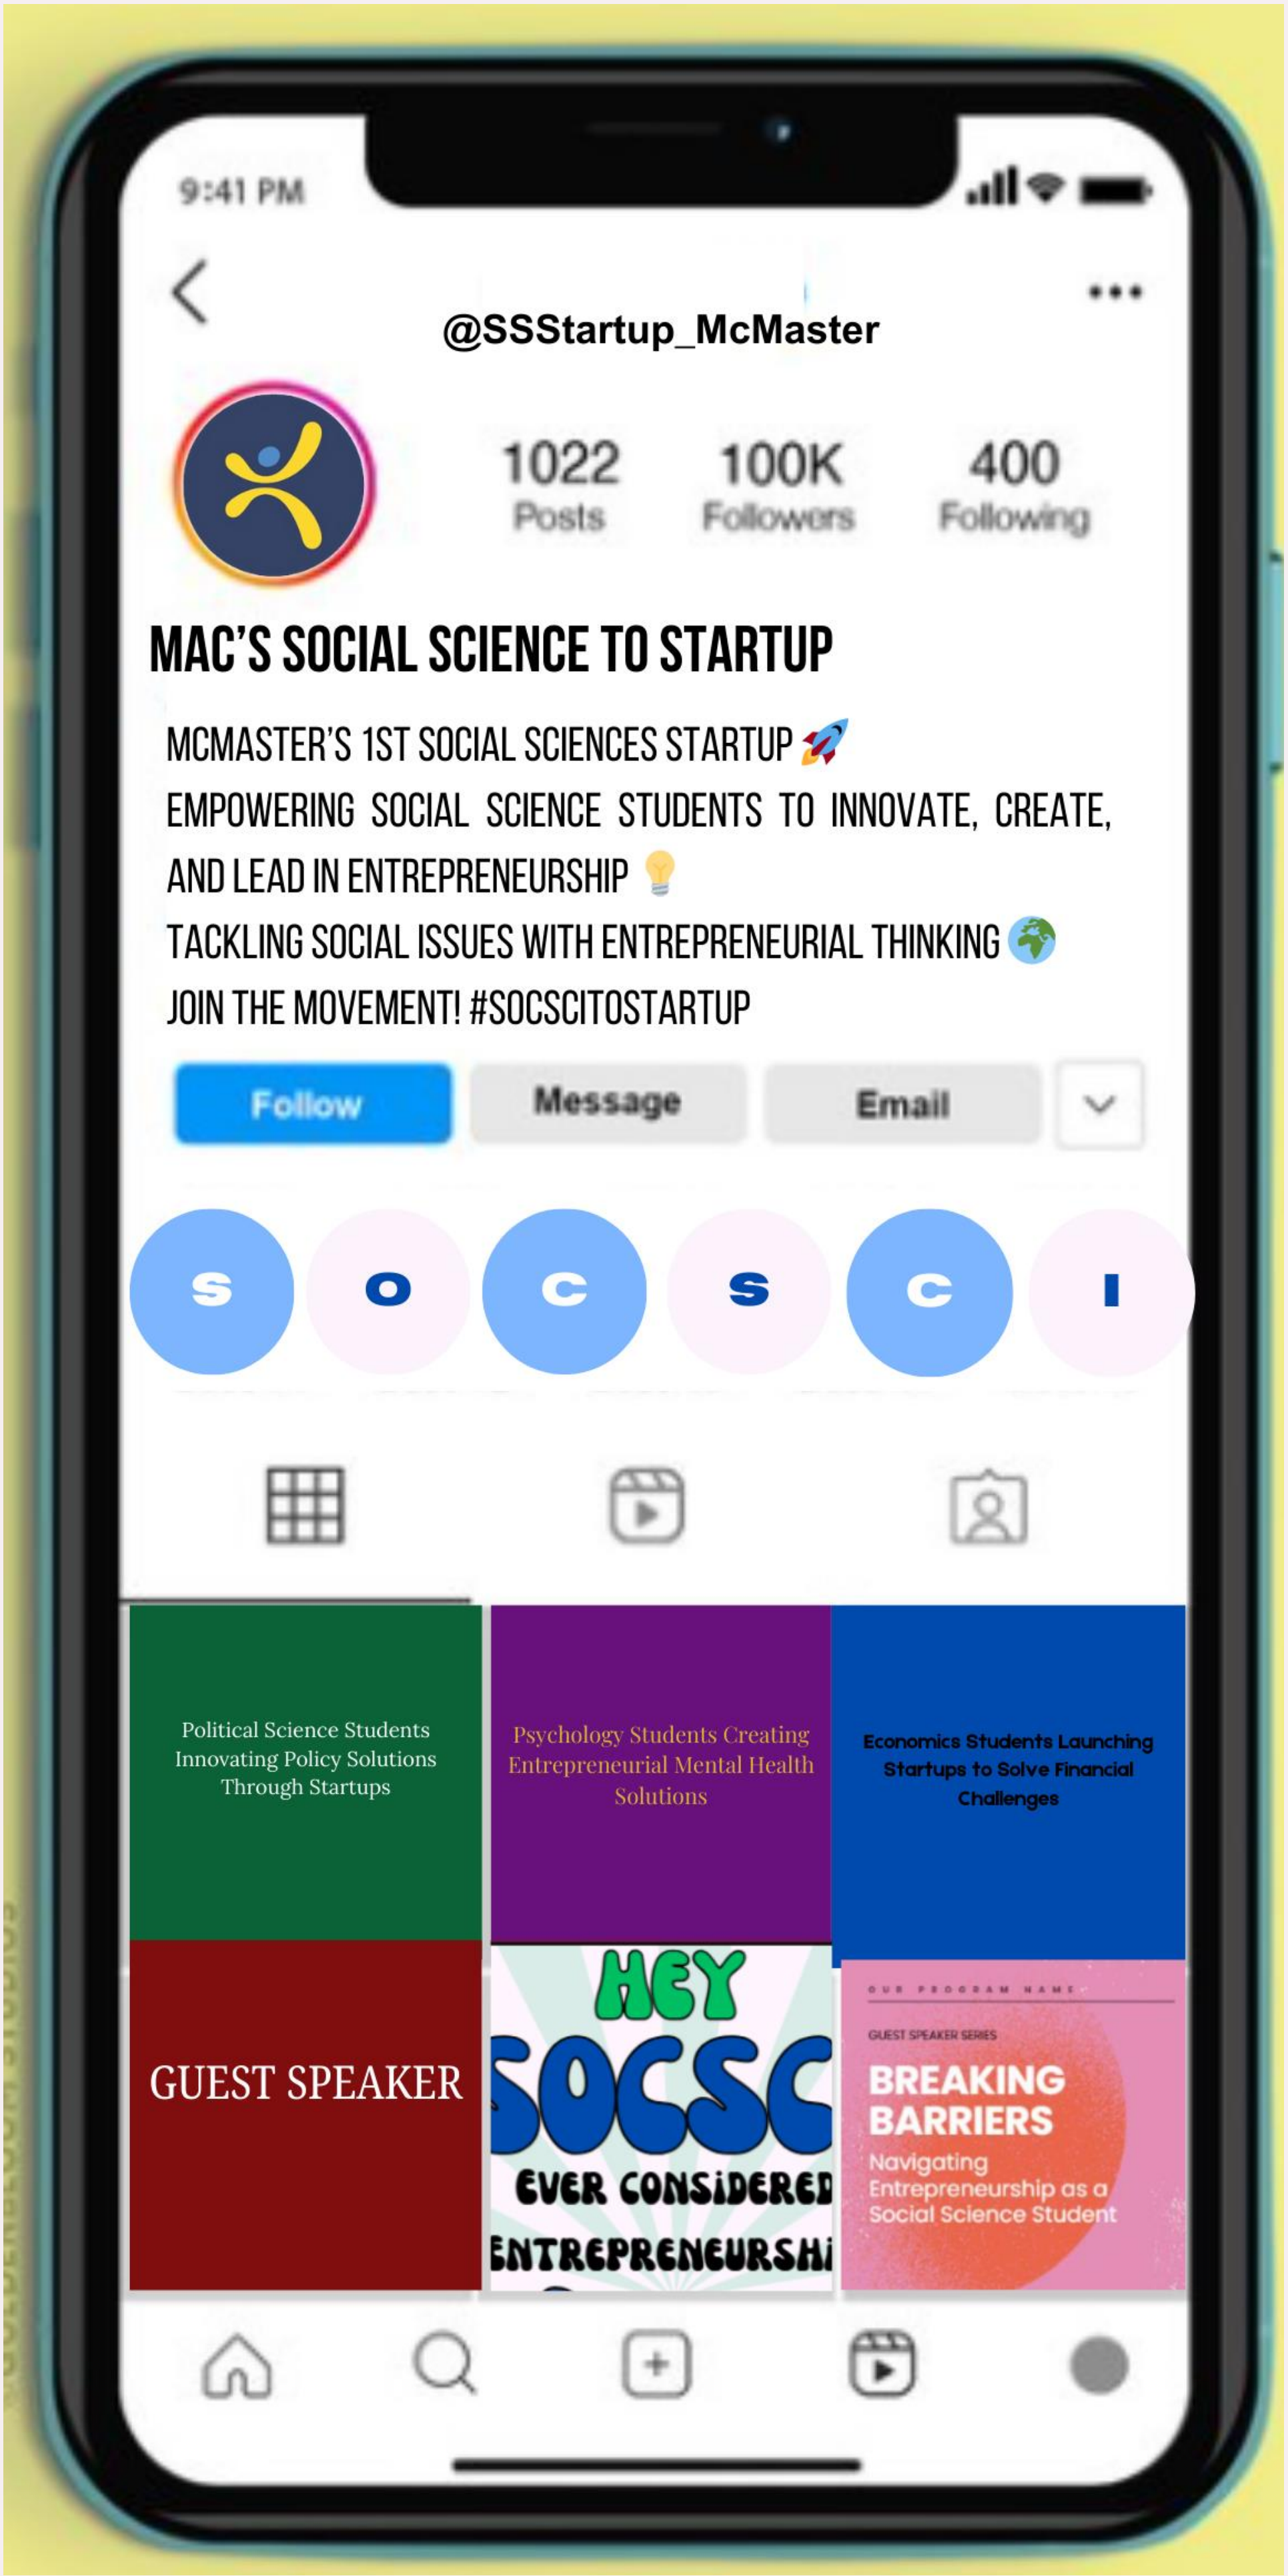 9:41 PM
@SSStartup_McMaster
1022 100K 400
Posts Followers Following
MAC'S SOCIAL SCIENCE TO STARTUP
MCMASTER'S 1ST SOCIAL SCIENCES STARTUP 🚀
EMPOWERING SOCIAL SCIENCE STUDENTS TO INNOVATE, CREATE,
AND LEAD IN ENTREPRENEURSHIP 💡
TACKLING SOCIAL ISSUES WITH ENTREPRENEURIAL THINKING 🌍
JOIN THE MOVEMENT! #SOCSCITOSTARTUP
Follow Message Email
S O C S C I
Political Science Students
Innovating Policy Solutions
Through Startups
Psychology Students Creating
Entrepreneurial Mental Health
Solutions
Economics Students Launching
Startups to Solve Financial
Challenges
GUEST SPEAKER
HEY
SOCSC
EVER CONSIDERED
ENTREPRENEURSHI
OUR PROGRAM NAME
GUEST SPEAKER SERIES
BREAKING
BARRIERS
Navigating
Entrepreneurship as a
Social Science Student